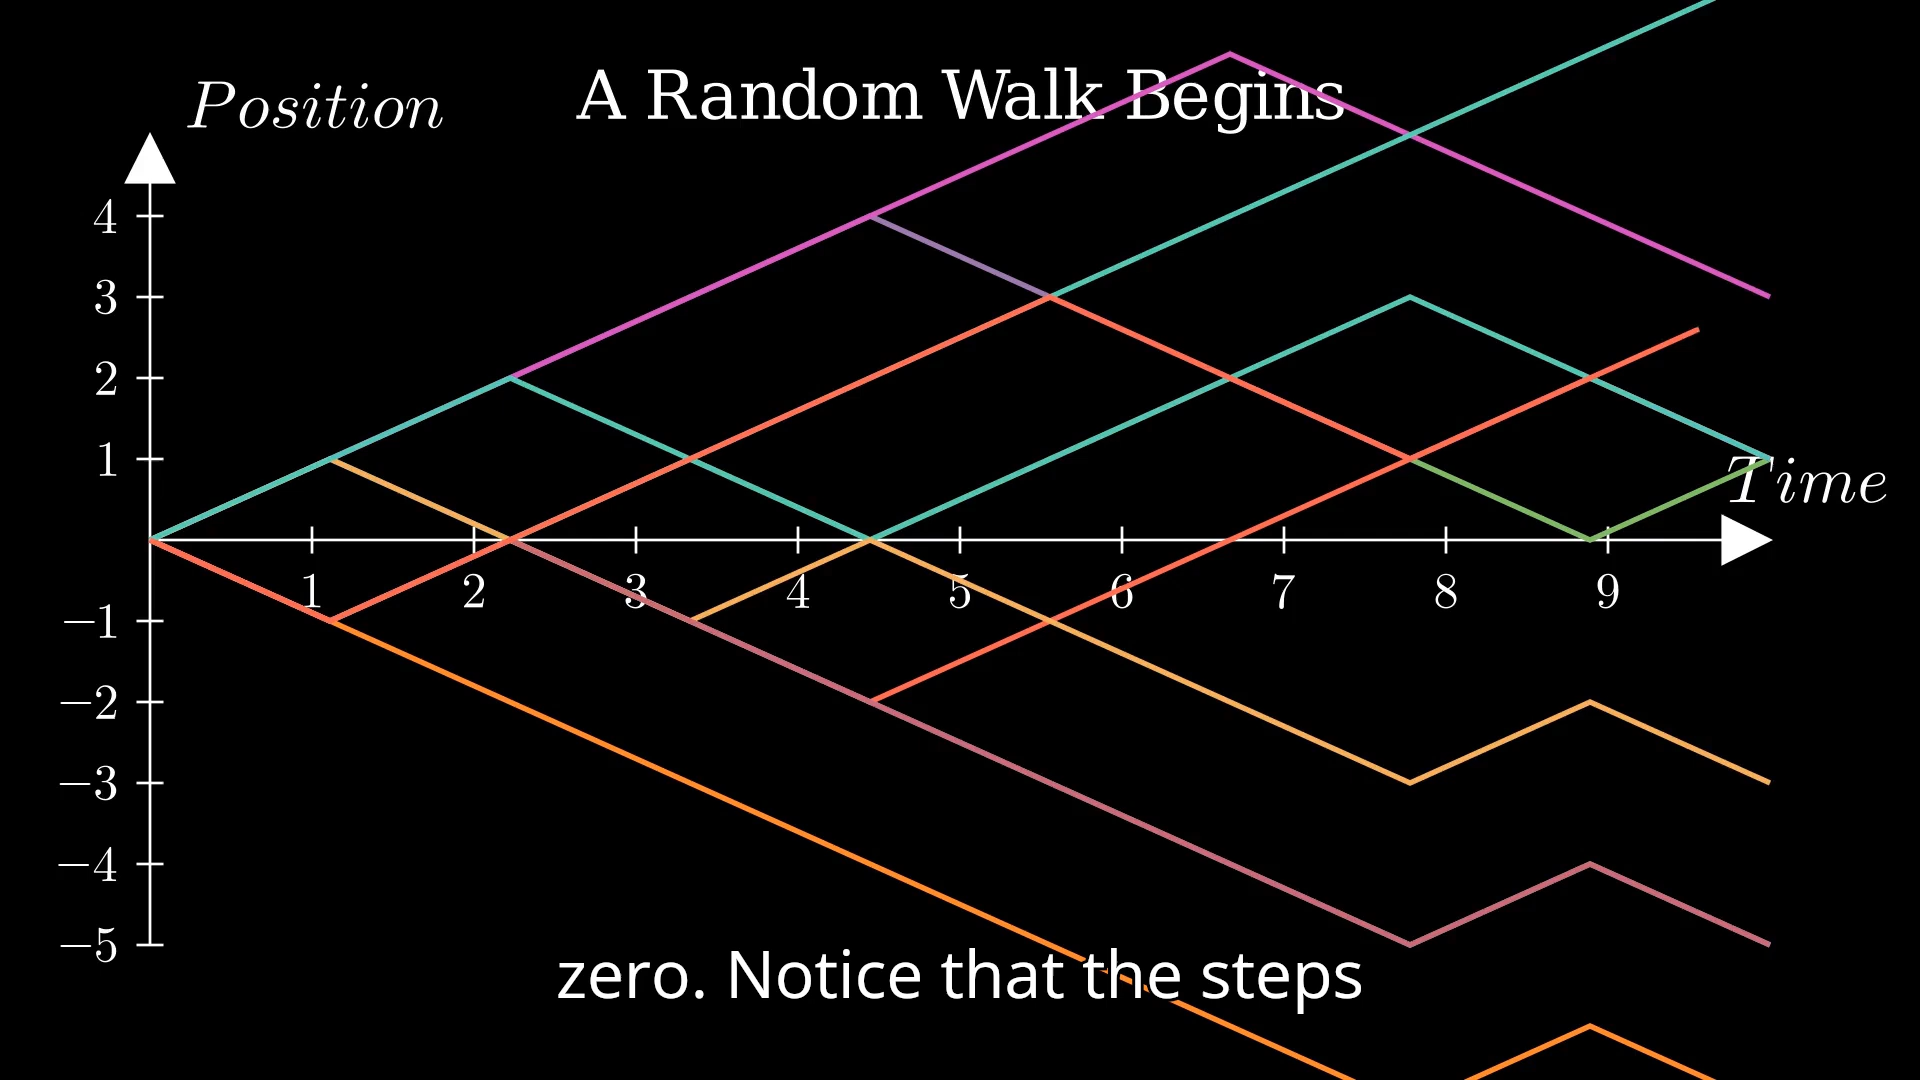 A Random Walk Begins
Position
4
3
2
1
Time
1 2 3 4 5 6 7 8 9
−1
−2
−3
−4
−5
zero. Notice that the steps